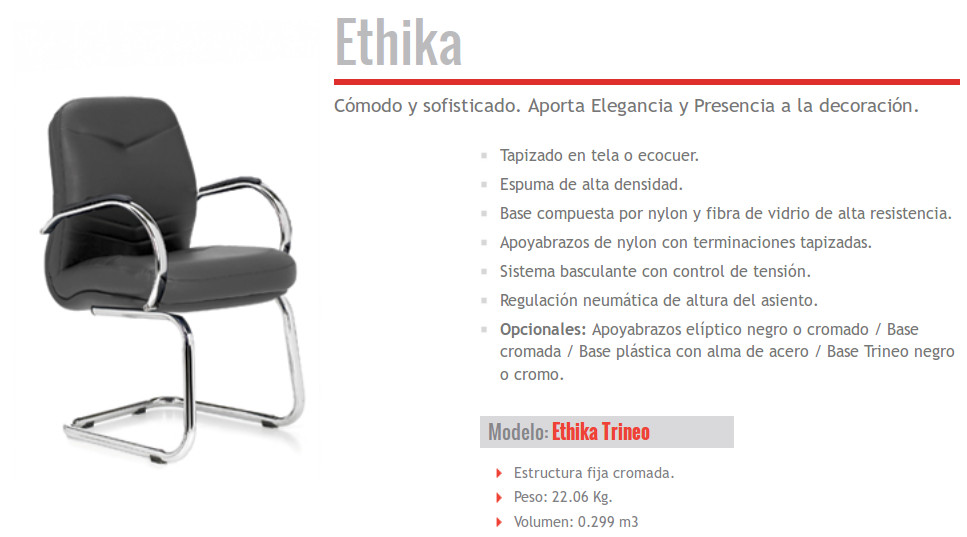 Ethika
Cómodo y sofisticado. Aporta Elegancia y Presencia a la decoración.
Tapizado en tela o ecocuer.
Espuma de alta densidad.
Base compuesta por nylon y fibra de vidrio de alta resistencia.
Apoyabrazos de nylon con terminaciones tapizadas.
Sistema basculante con control de tensión.
Regulación neumática de altura del asiento.
Opcionales: Apoyabrazos elíptico negro o cromado / Base
cromada / Base plástica con alma de acero / Base Trineo negro
o cromo.
Modelo: Ethika Trineo
Estructura fija cromada.
Peso: 22.06 Kg.
Volumen: 0.299 m3